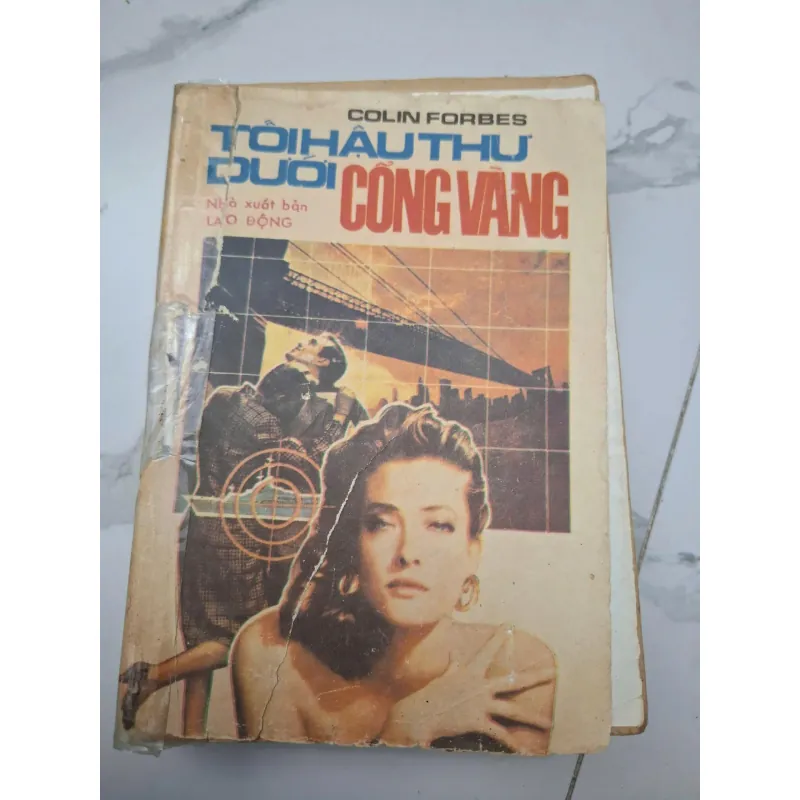 COLIN FORBES
TỐI HẬU THƯ
DƯỚI CỔNG VÀNG
Nhà xuất bản
LAO ĐỘNG